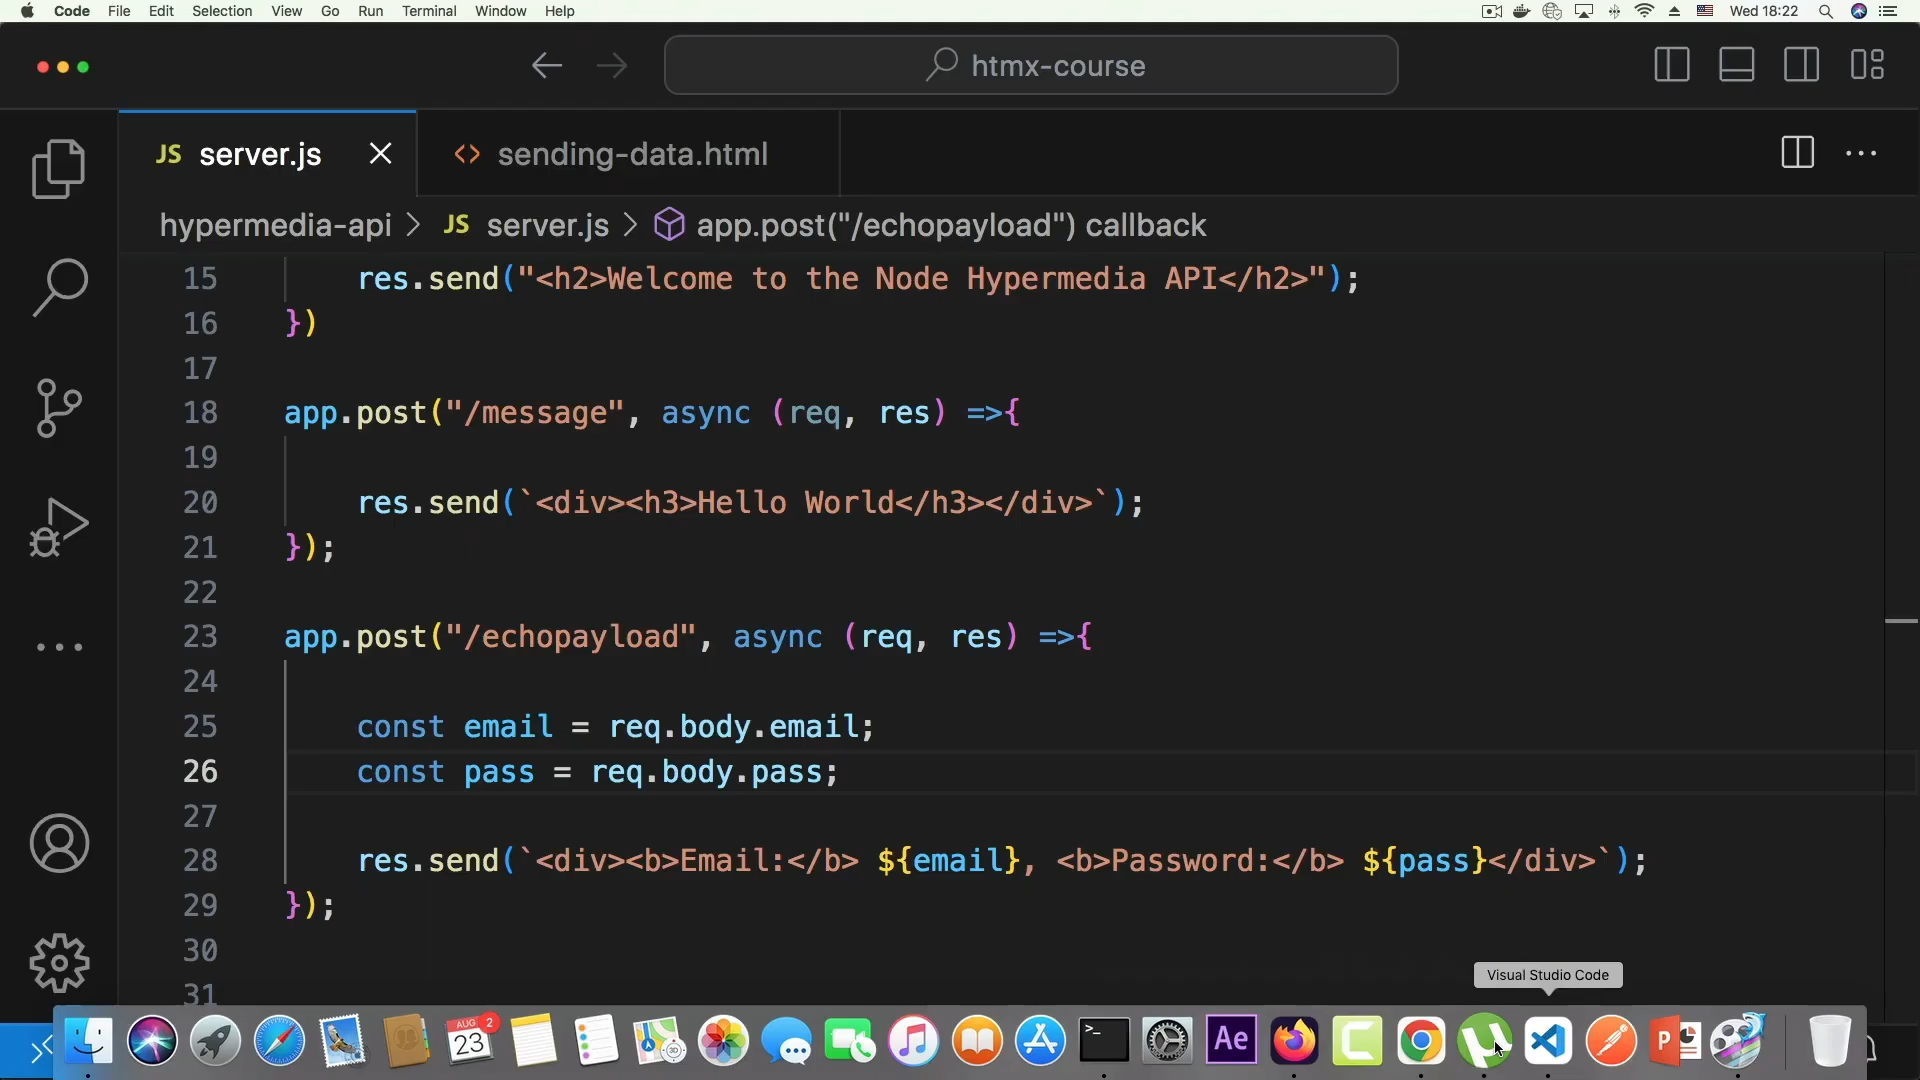 Code File Edit Selection View Go Run Terminal Window Help Wed 18:22
htmx-course
JS server.js <> sending-data.html
hypermedia-api > JS server.js > app.post("/echopayload") callback
15 res.send("<h2>Welcome to the Node Hypermedia API</h2>");
16 })
17
18 app.post("/message", async (req, res) =>{
19
20 res.send(`<div><h3>Hello World</h3></div>`);
21 });
22
23 app.post("/echopayload", async (req, res) =>{
24
25 const email = req.body.email;
26 const pass = req.body.pass;
27
28 res.send(`<div><b>Email:</b> ${email}, <b>Password:</b> ${pass}</div>`);
29 });
30
31
Visual Studio Code
AUG 2
23
3D
>_
Ae
C
P